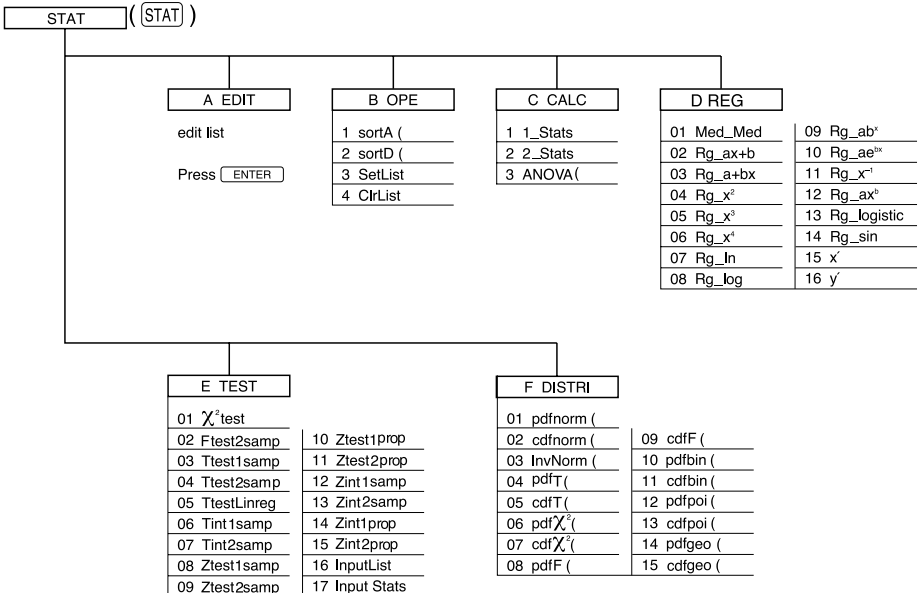 STAT ( STAT )
A EDIT
edit list
Press ENTER
B OPE
1 sortA (
2 sortD (
3 SetList
4 ClrList
C CALC
1 1_Stats
2 2_Stats
3 ANOVA(
D REG
01 Med_Med
02 Rg_ax+b
03 Rg_a+bx
04 Rg_x²
05 Rg_x³
06 Rg_x⁴
07 Rg_ln
08 Rg_log
09 Rg_abˣ
10 Rg_aeᵇˣ
11 Rg_x⁻¹
12 Rg_axᵇ
13 Rg_logistic
14 Rg_sin
15 x′
16 y′
E TEST
01 χ²test
02 Ftest2samp
03 Ttest1samp
04 Ttest2samp
05 TtestLinreg
06 Tint1samp
07 Tint2samp
08 Ztest1samp
09 Ztest2samp
10 Ztest1prop
11 Ztest2prop
12 Zint1samp
13 Zint2samp
14 Zint1prop
15 Zint2prop
16 InputList
17 Input Stats
F DISTRI
01 pdfnorm (
02 cdfnorm (
03 InvNorm (
04 pdfT(
05 cdfT(
06 pdfχ²(
07 cdfχ²(
08 pdfF (
09 cdfF (
10 pdfbin (
11 cdfbin (
12 pdfpoi (
13 cdfpoi (
14 pdfgeo (
15 cdfgeo (